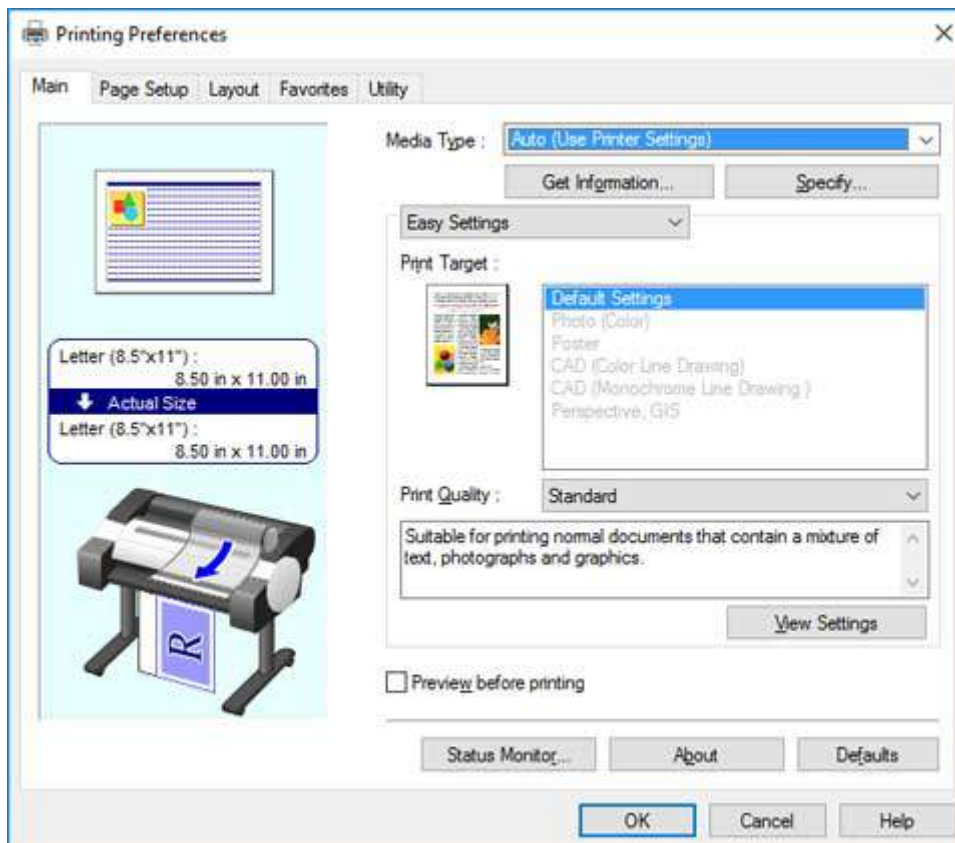 Printing Preferences
Main Page Setup Layout Favorites Utility
Media Type : Auto (Use Printer Settings)
Get Information... Specify...
Easy Settings
Print Target :
Default Settings
Photo (Color)
Poster
CAD (Color Line Drawing)
CAD (Monochrome Line Drawing )
Perspective, GIS
Letter (8.5"x11") :
8.50 in x 11.00 in
Actual Size
Letter (8.5"x11") :
8.50 in x 11.00 in
R
Print Quality : Standard
Suitable for printing normal documents that contain a mixture of
text, photographs and graphics.
View Settings
Preview before printing
Status Monitor... About Defaults
OK Cancel Help